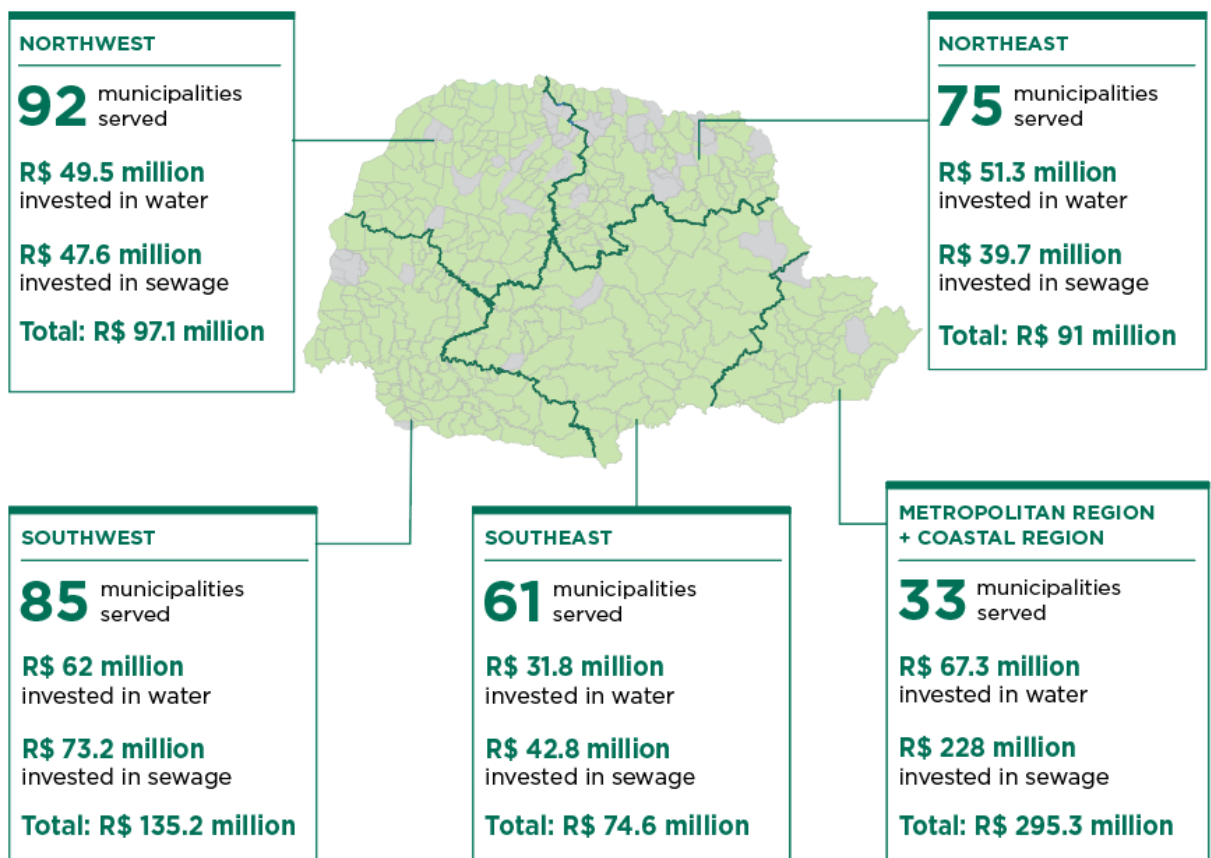 NORTHWEST
92 municipalities
served
R$ 49.5 million
invested in water
R$ 47.6 million
invested in sewage
Total: R$ 97.1 million
NORTHEAST
75 municipalities
served
R$ 51.3 million
invested in water
R$ 39.7 million
invested in sewage
Total: R$ 91 million
SOUTHWEST
85 municipalities
served
R$ 62 million
invested in water
R$ 73.2 million
invested in sewage
Total: R$ 135.2 million
SOUTHEAST
61 municipalities
served
R$ 31.8 million
invested in water
R$ 42.8 million
invested in sewage
Total: R$ 74.6 million
METROPOLITAN REGION
+ COASTAL REGION
33 municipalities
served
R$ 67.3 million
invested in water
R$ 228 million
invested in sewage
Total: R$ 295.3 million